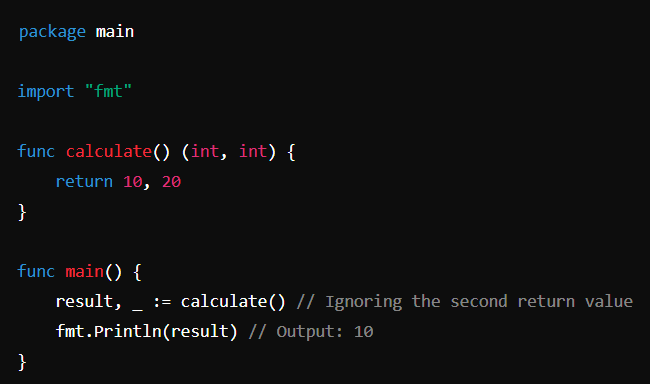 package main
import "fmt"
func calculate() (int, int) {
    return 10, 20
}
func main() {
    result, _ := calculate() // Ignoring the second return value
    fmt.Println(result) // Output: 10
}